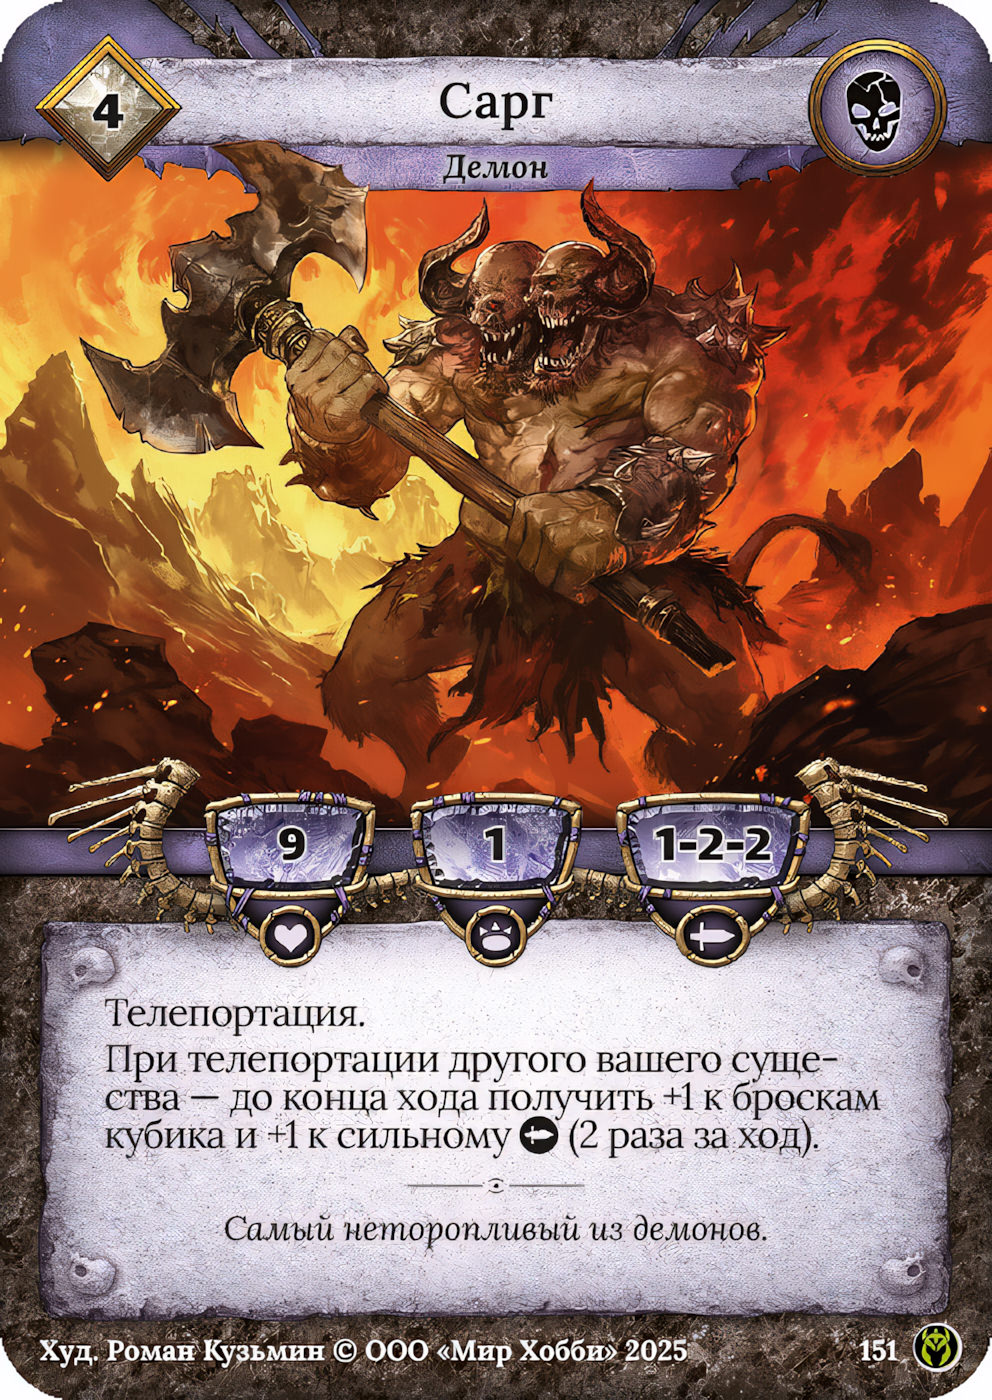 4
Сарг
Демон
9
1
1-2-2
Телепортация.
При телепортации другого вашего суще-
ства — до конца хода получить +1 к броскам
кубика и +1 к сильному (2 раза за ход).
Самый неторопливый из демонов.
Худ. Роман Кузьмин © ООО «Мир Хобби» 2025
151